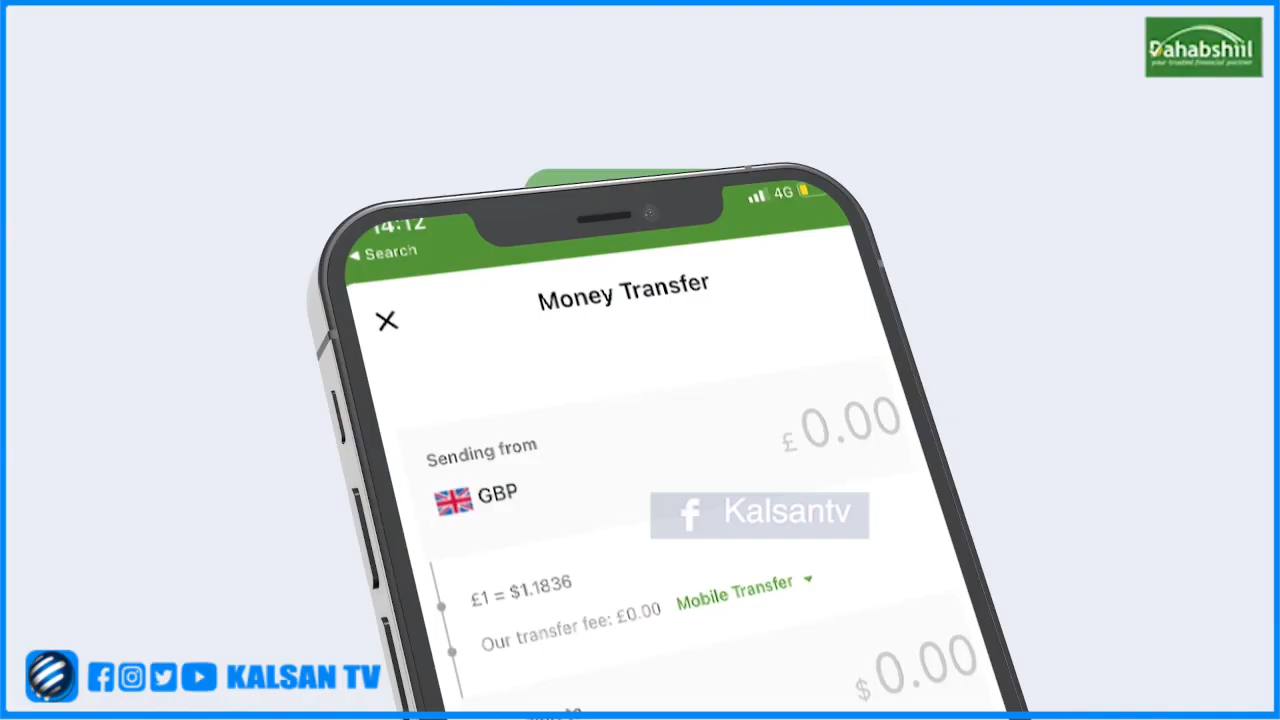 Dahabshiil
your trusted financial partner
14:12
4G
Search
Money Transfer
£ 0.00
Sending from
GBP
Kalsantv
£1 = $1.1836
Our transfer fee: £0.00 Mobile Transfer
$ 0.00
KALSAN TV